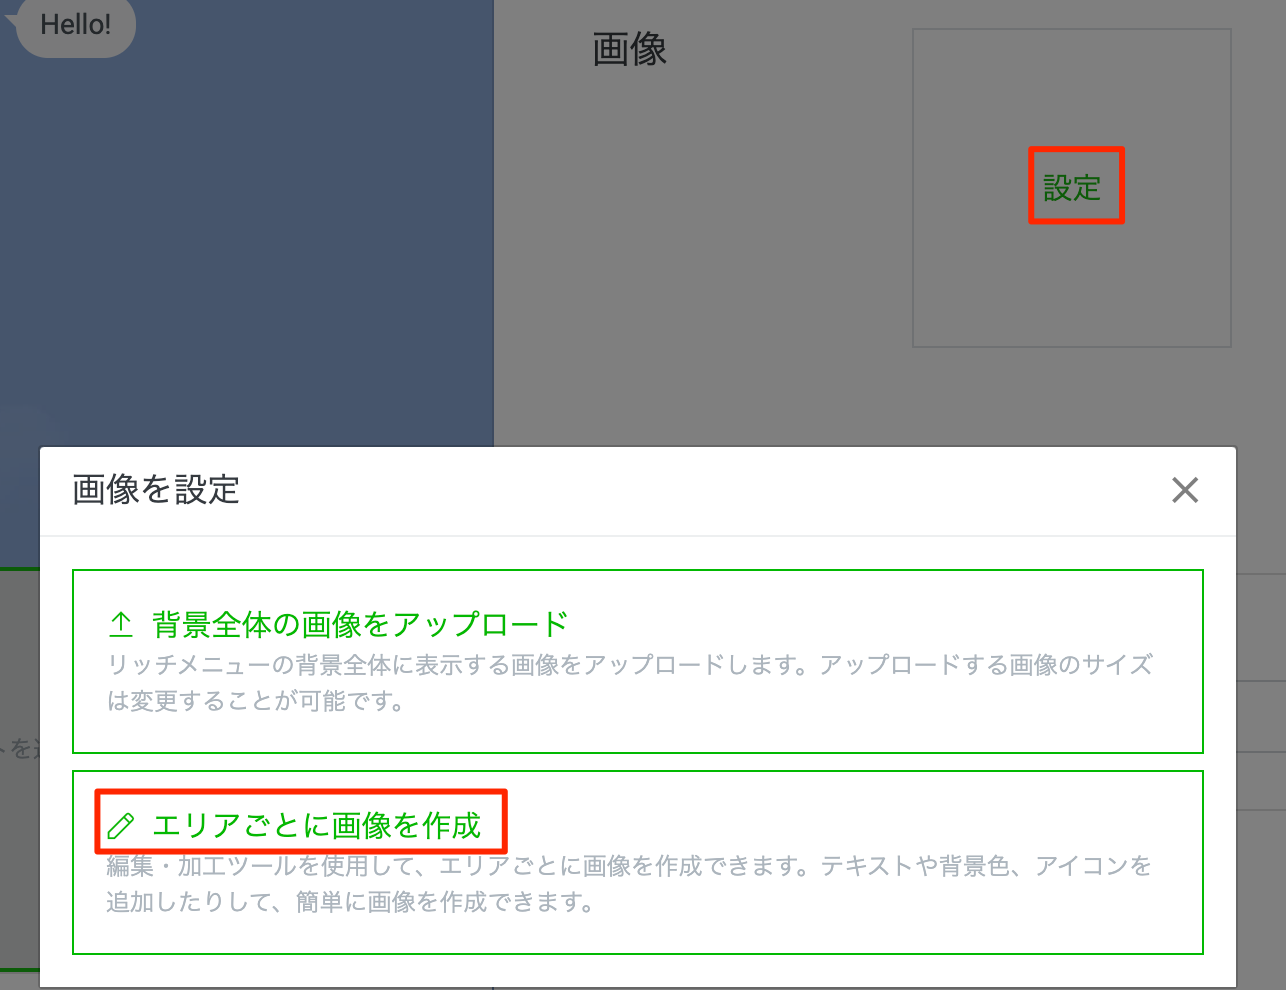 Hello!
画像
設定
画像を設定
背景全体の画像をアップロード
リッチメニューの背景全体に表示する画像をアップロードします。アップロードする画像のサイズ
は変更することが可能です。
トを
エリアごとに画像を作成
編集・加工ツールを使用して、エリアごとに画像を作成できます。テキストや背景色、アイコンを
追加したりして、簡単に画像を作成できます。